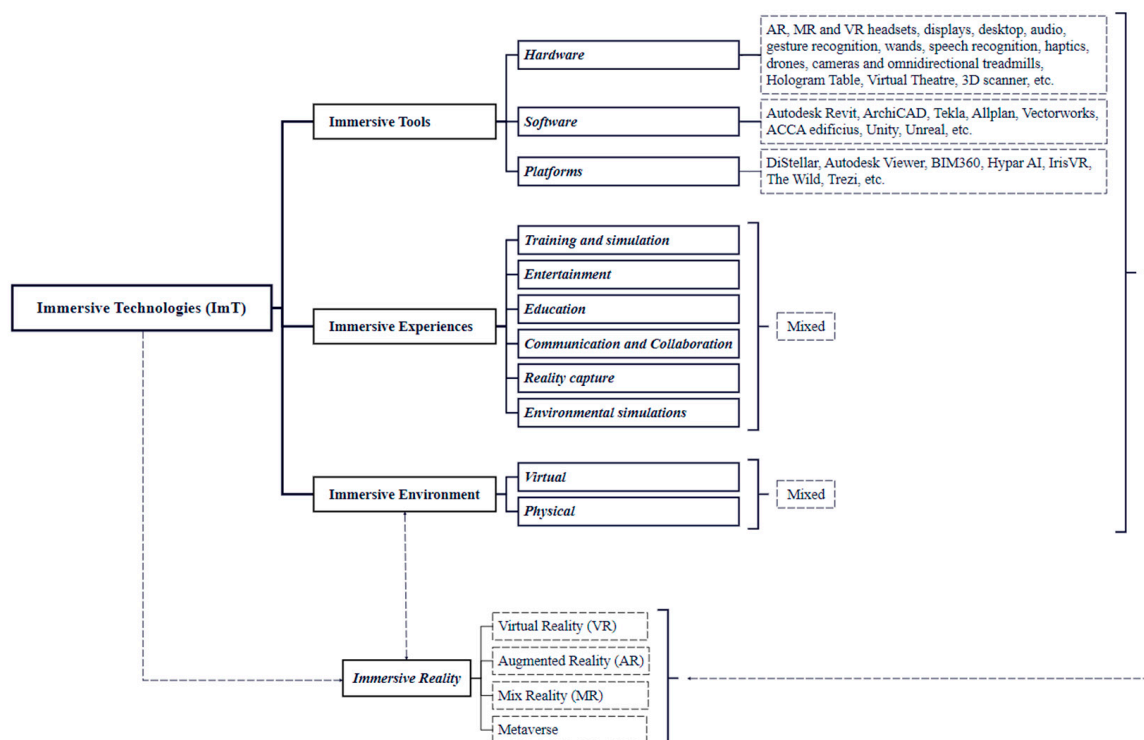 Immersive Technologies (ImT)
Immersive Tools
Hardware
AR, MR and VR headsets, displays, desktop, audio,
gesture recognition, wands, speech recognition, haptics,
drones, cameras and omnidirectional treadmills,
Hologram Table, Virtual Theatre, 3D scanner, etc.
Software
Autodesk Revit, ArchiCAD, Tekla, Allplan, Vectorworks,
ACCA edificius, Unity, Unreal, etc.
Platforms
DiStellar, Autodesk Viewer, BIM360, Hypar AI, IrisVR,
The Wild, Trezi, etc.
Immersive Experiences
Training and simulation
Entertainment
Education
Communication and Collaboration
Reality capture
Environmental simulations
Mixed
Immersive Environment
Virtual
Physical
Mixed
Immersive Reality
Virtual Reality (VR)
Augmented Reality (AR)
Mix Reality (MR)
Metaverse